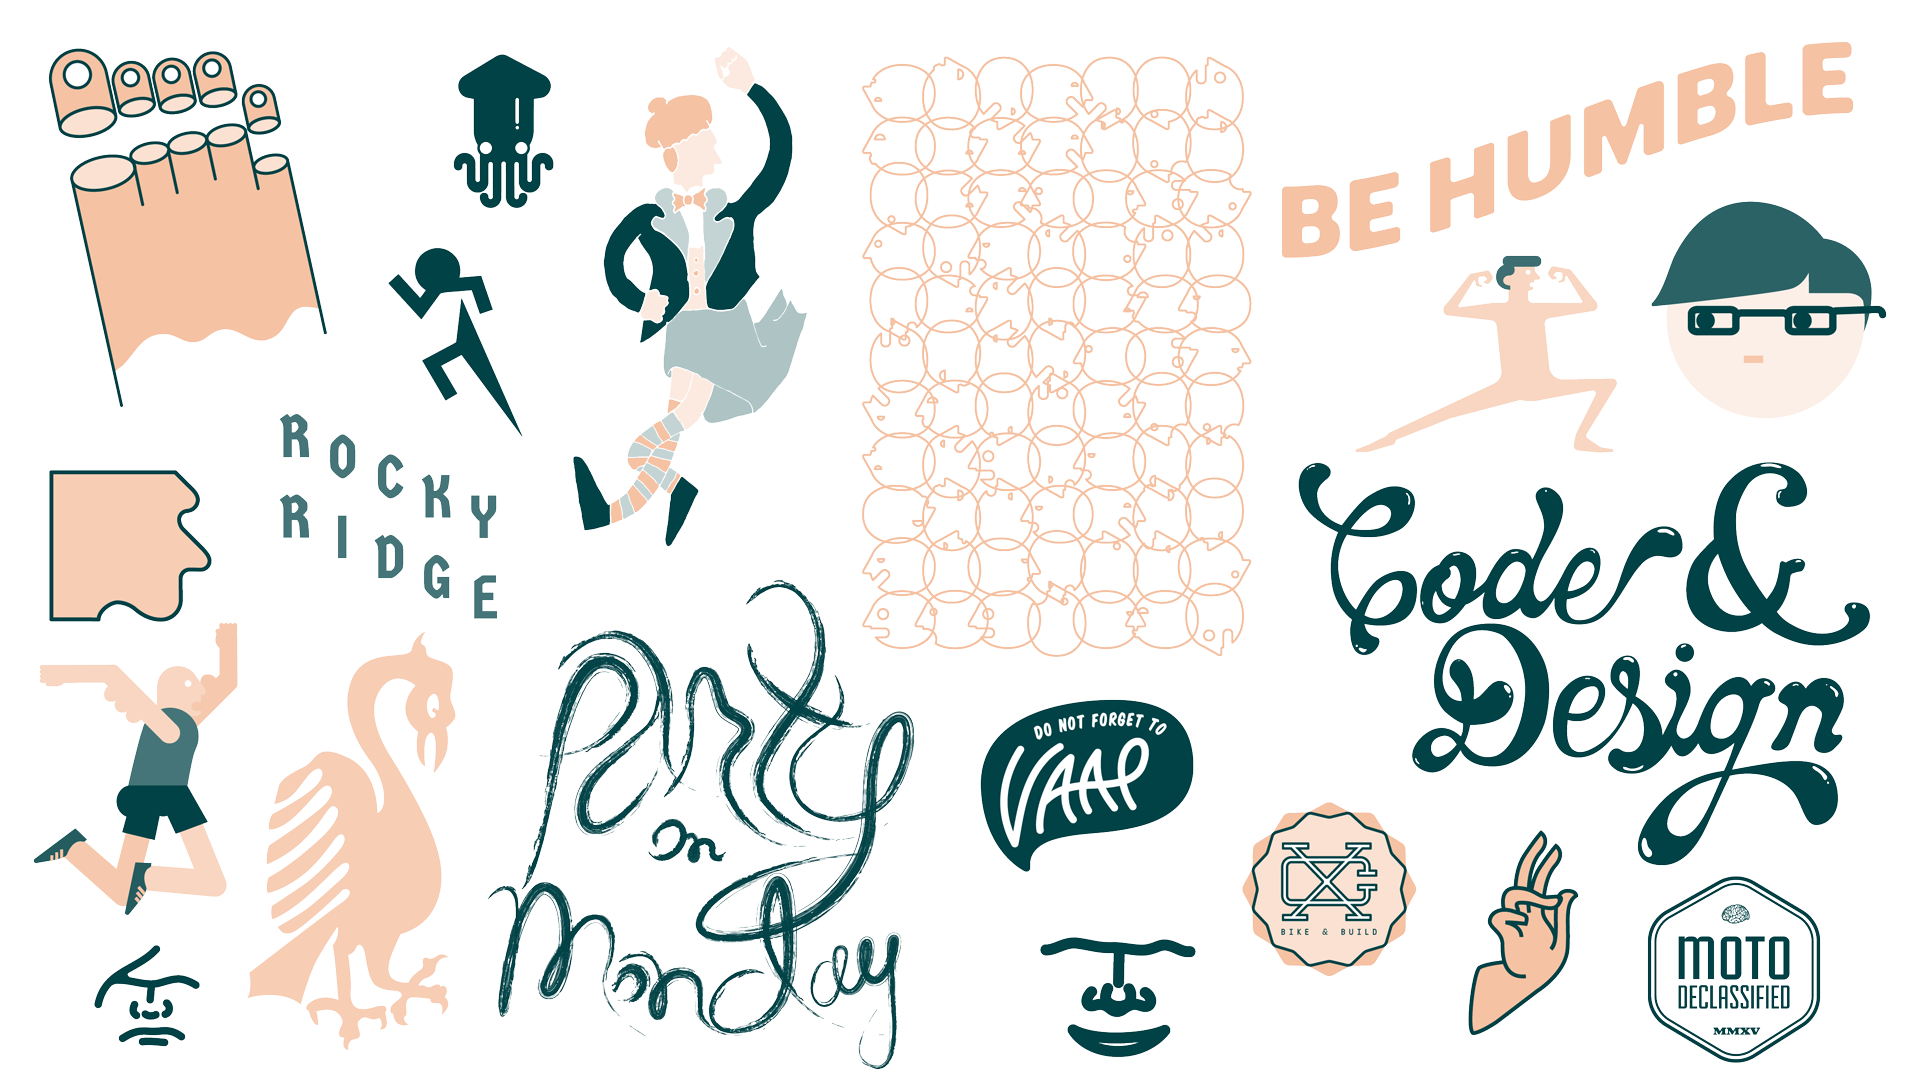 BE HUMBLE
ROCKY
RIDGE
Code &
Design
Party
on
Monday
DO NOT FORGET TO
VAAP
BIKE & BUILD
MOTO
DECLASSIFIED
MMXV